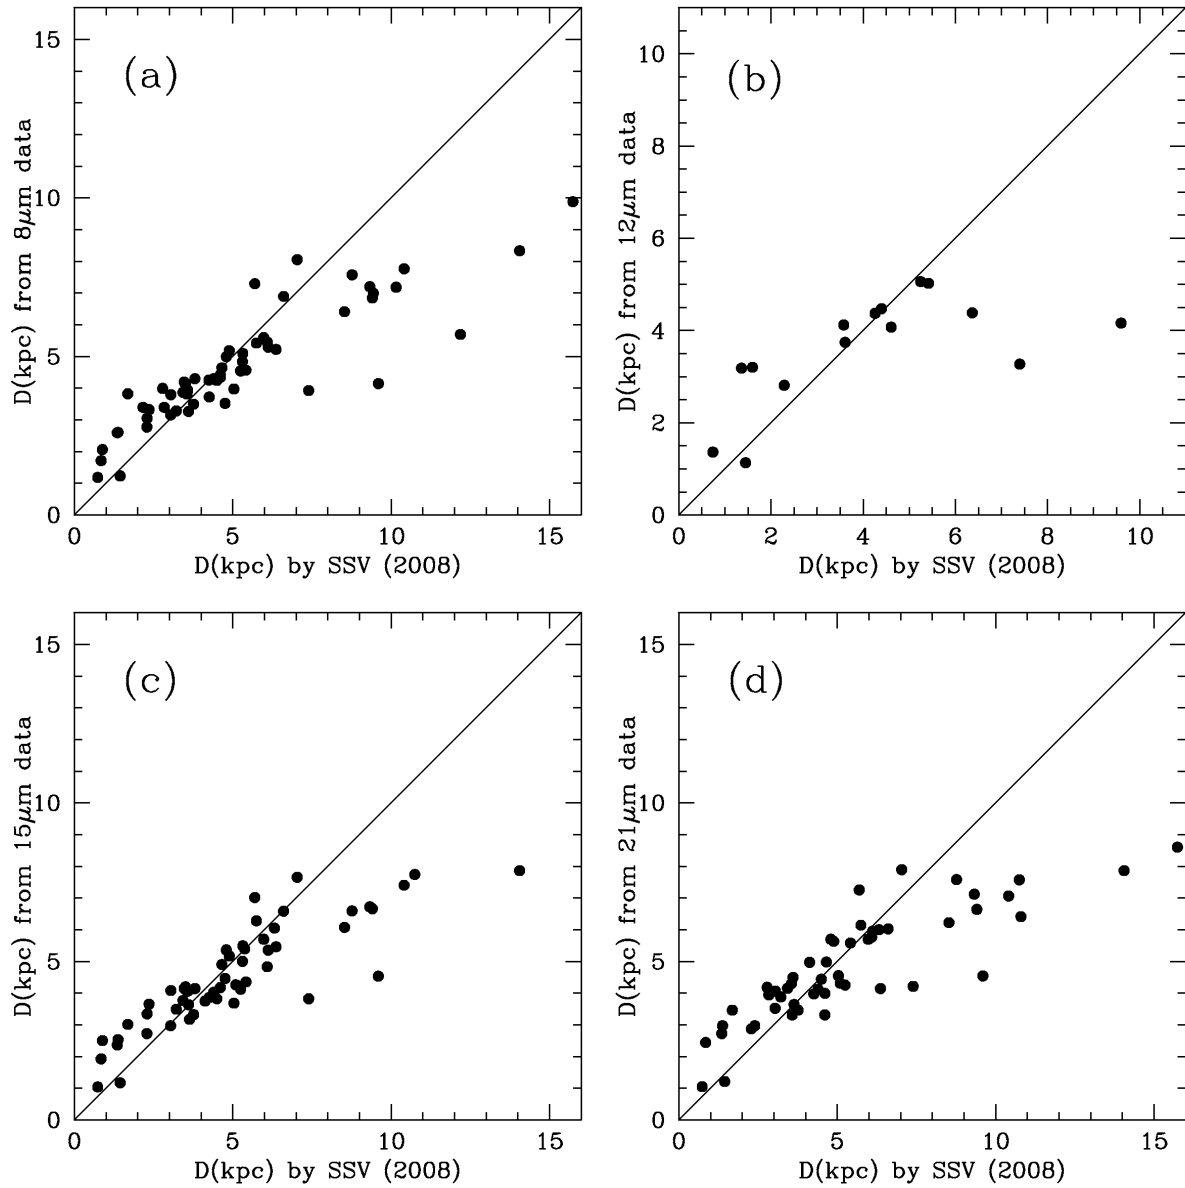 (a)
D(kpc) from 8μm data
15
10
5
0
0 5 10 15
D(kpc) by SSV (2008)
(b)
D(kpc) from 12μm data
10
8
6
4
2
0
0 2 4 6 8 10
D(kpc) by SSV (2008)
(c)
D(kpc) from 15μm data
15
10
5
0
0 5 10 15
D(kpc) by SSV (2008)
(d)
D(kpc) from 21μm data
15
10
5
0
0 5 10 15
D(kpc) by SSV (2008)